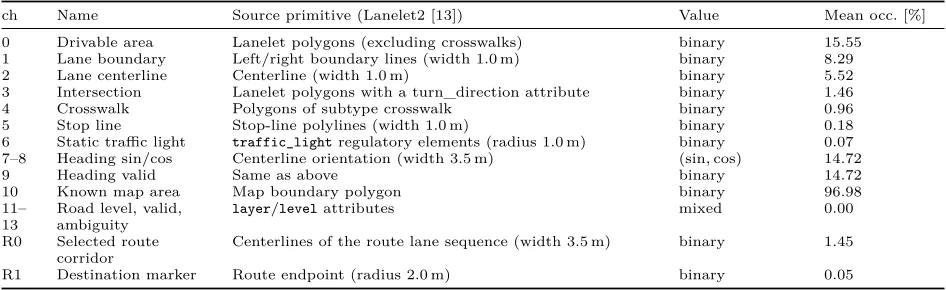 ch Name Source primitive (Lanelet2 [13]) Value Mean occ. [%]
0 Drivable area Lanelet polygons (excluding crosswalks) binary 15.55
1 Lane boundary Left/right boundary lines (width 1.0 m) binary 8.29
2 Lane centerline Centerline (width 1.0 m) binary 5.52
3 Intersection Lanelet polygons with a turn_direction attribute binary 1.46
4 Crosswalk Polygons of subtype crosswalk binary 0.96
5 Stop line Stop-line polylines (width 1.0 m) binary 0.18
6 Static traffic light traffic_light regulatory elements (radius 1.0 m) binary 0.07
7–8 Heading sin/cos Centerline orientation (width 3.5 m) (sin, cos) 14.72
9 Heading valid Same as above binary 14.72
10 Known map area Map boundary polygon binary 96.98
11– Road level, valid, layer/level attributes mixed 0.00
13 ambiguity
R0 Selected route Centerlines of the route lane sequence (width 3.5 m) binary 1.45
corridor
R1 Destination marker Route endpoint (radius 2.0 m) binary 0.05